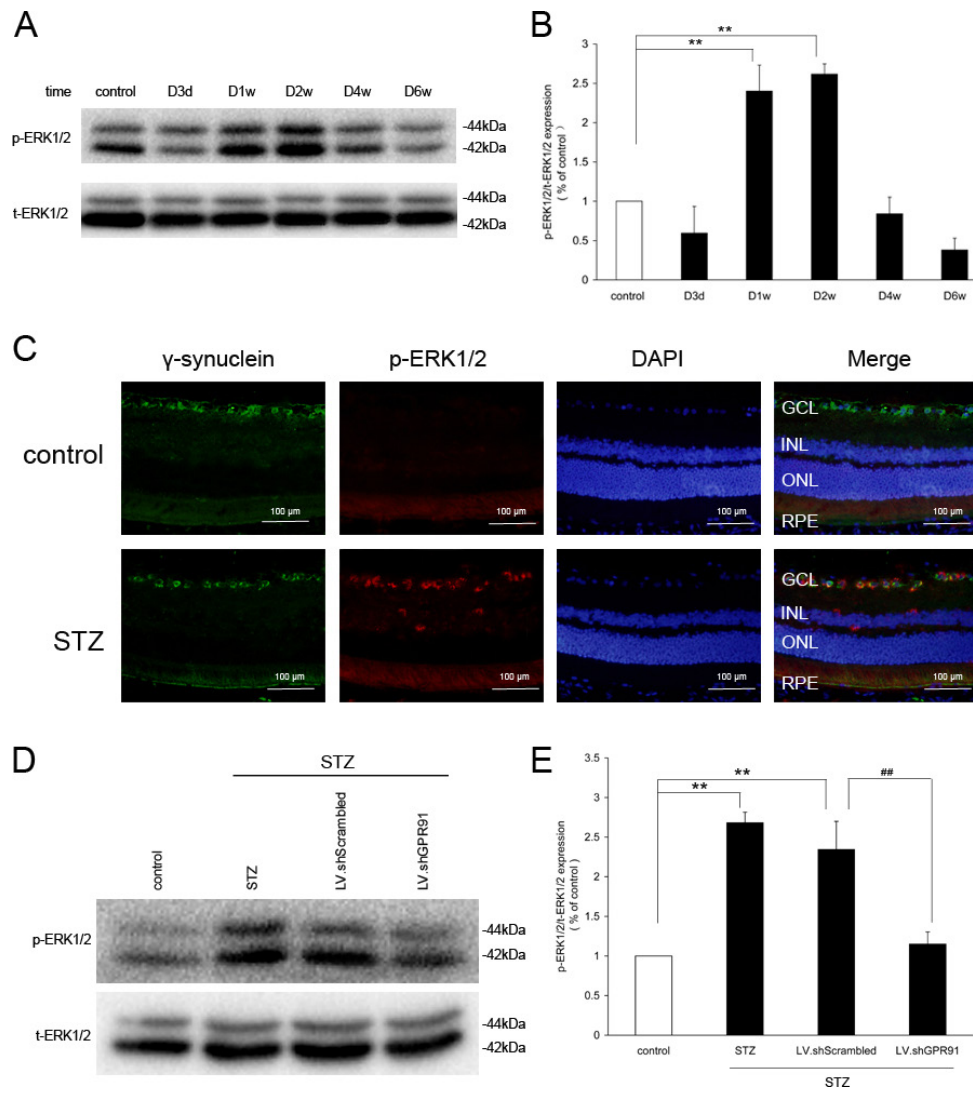 A
time control D3d D1w D2w D4w D6w
p-ERK1/2
-44kDa
-42kDa
t-ERK1/2
-44kDa
-42kDa
B
p-ERK1/2/t-ERK1/2 expression
( % of control )
3
2.5
2
1.5
1
0.5
0
** 
**
control D3d D1w D2w D4w D6w
C
γ-synuclein p-ERK1/2 DAPI Merge
control
100 μm 100 μm 100 μm 100 μm
GCL
INL
ONL
RPE
STZ
100 μm 100 μm 100 μm 100 μm
GCL
INL
ONL
RPE
D
STZ
control STZ LV.shScrambled LV.shGPR91
p-ERK1/2
-44kDa
-42kDa
t-ERK1/2
-44kDa
-42kDa
E
p-ERK1/2/t-ERK1/2 expression
( % of control )
3.5
3
2.5
2
1.5
1
0.5
0
** ##
**
control STZ LV.shScrambled LV.shGPR91
STZ